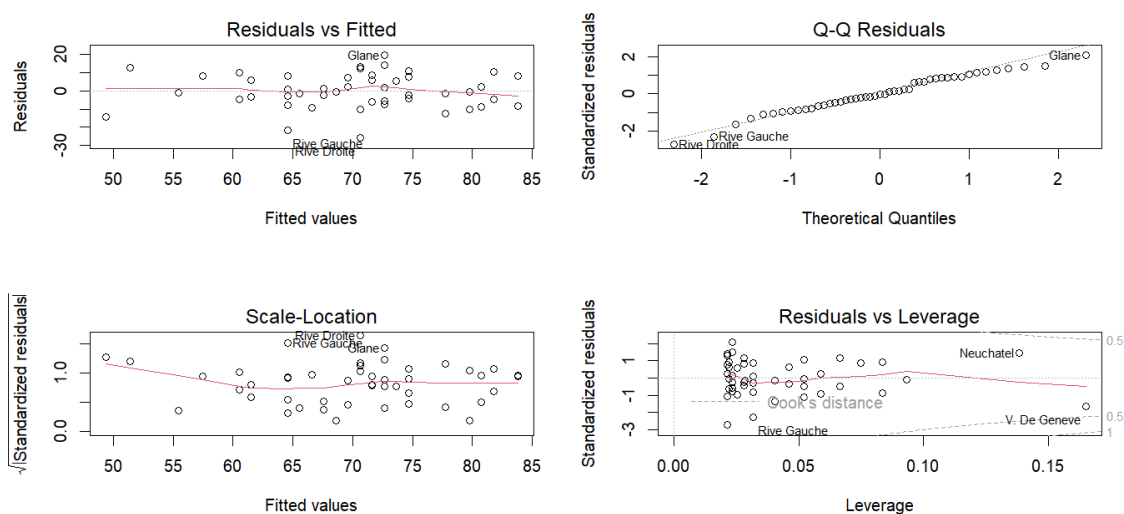 Residuals vs Fitted
Residuals
20
0
-30
Glane
Rive Gauche
Rive Droite
50 55 60 65 70 75 80 85
Fitted values
Q-Q Residuals
Standardized residuals
2
0
-2
Glane
Rive Gauche
Rive Droite
-2 -1 0 1 2
Theoretical Quantiles
Scale-Location
√|Standardized residuals|
1.0
0.0
Rive Droite
Rive Gauche
Glane
50 55 60 65 70 75 80 85
Fitted values
Residuals vs Leverage
Standardized residuals
1
-1
-3
0.5
Neuchatel
Cook's distance
V. De Geneve
0.5
Rive Gauche
1
0.00 0.05 0.10 0.15
Leverage